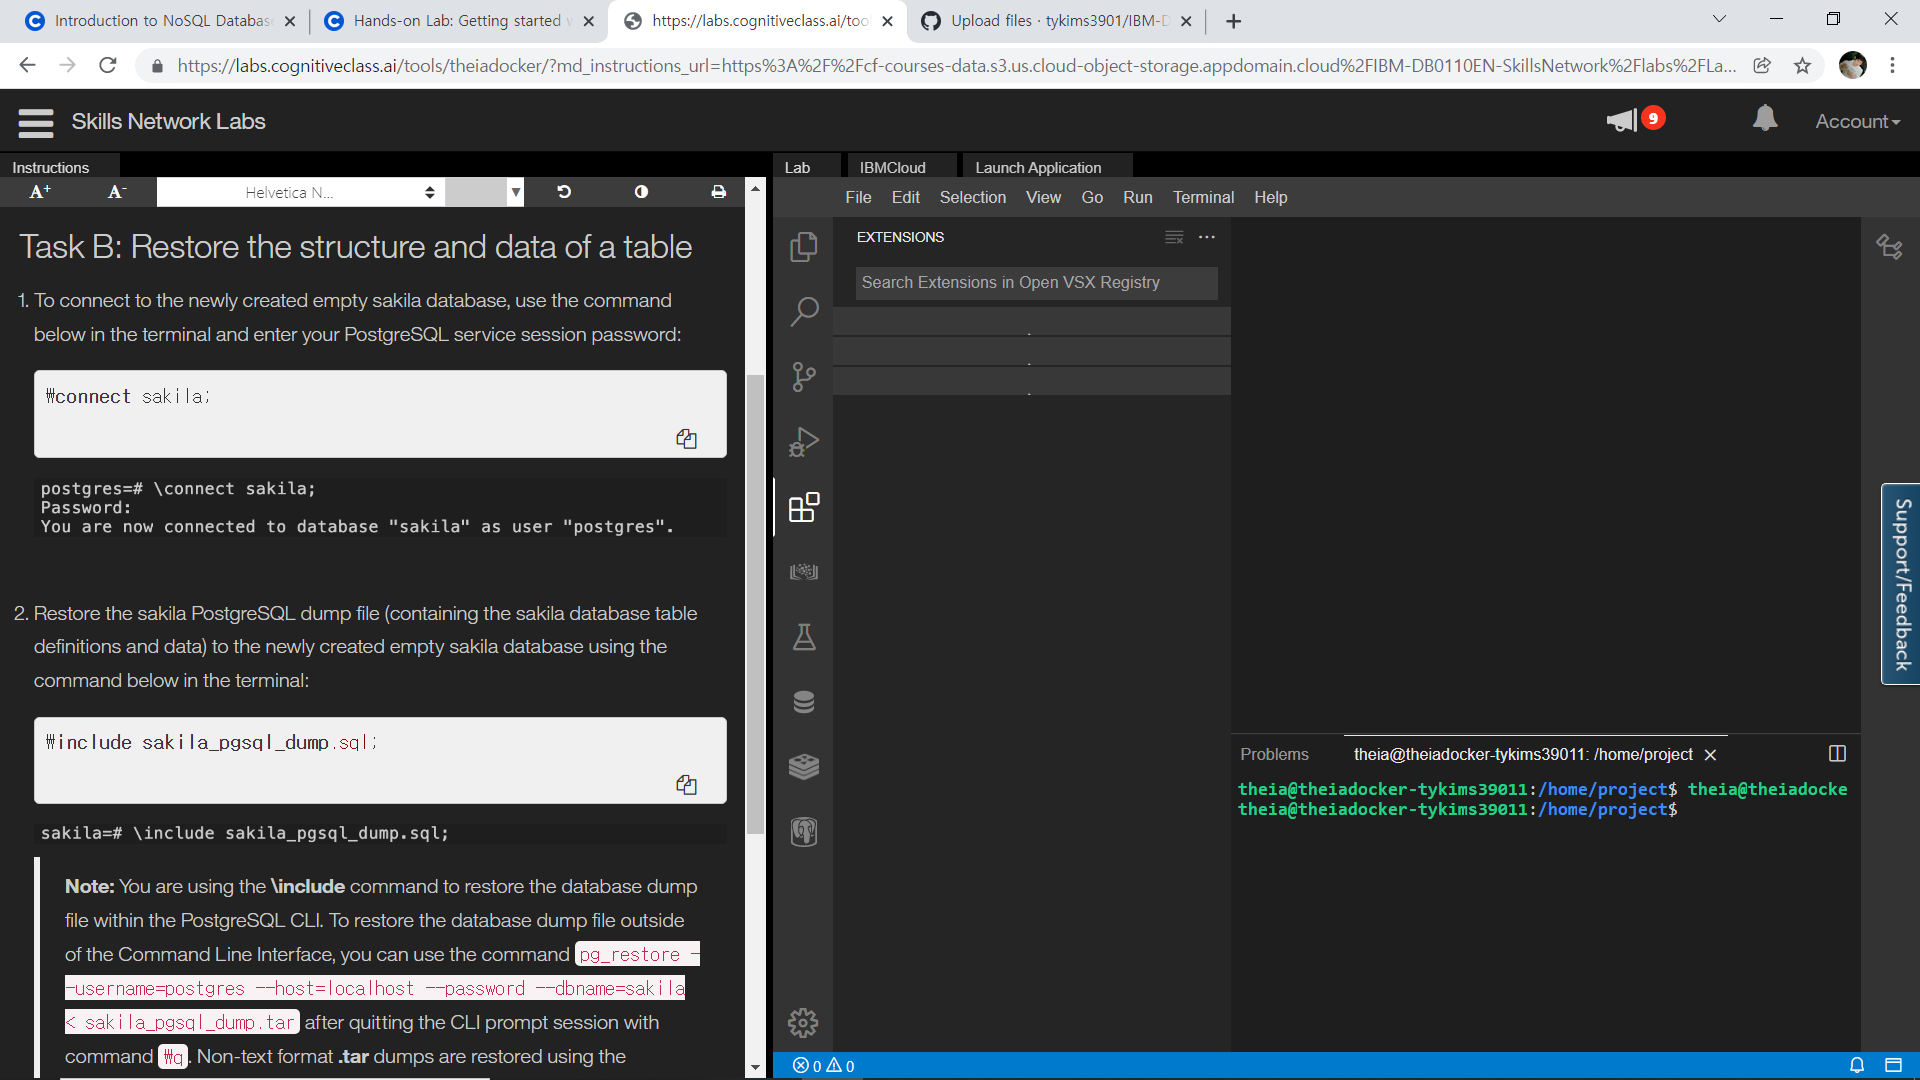 Introduction to NoSQL Databas
Hands-on Lab: Getting started w
https://labs.cognitiveclass.ai/tool
Upload files · tykims3901/IBM-D
https://labs.cognitiveclass.ai/tools/theiadocker/?md_instructions_url=https%3A%2F%2Fcf-courses-data.s3.us.cloud-object-storage.appdomain.cloud%2FIBM-DB0110EN-SkillsNetwork%2Flabs%2FLa...
Skills Network Labs
9
Account
Instructions
A+
A-
Helvetica N...
Task B: Restore the structure and data of a table
1. To connect to the newly created empty sakila database, use the command
below in the terminal and enter your PostgreSQL service session password:
₩connect sakila;
postgres=# \connect sakila;
Password:
You are now connected to database "sakila" as user "postgres".
2. Restore the sakila PostgreSQL dump file (containing the sakila database table
definitions and data) to the newly created empty sakila database using the
command below in the terminal:
₩include sakila_pgsql_dump.sql;
sakila=# \include sakila_pgsql_dump.sql;
Note: You are using the \include command to restore the database dump
file within the PostgreSQL CLI. To restore the database dump file outside
of the Command Line Interface, you can use the command pg_restore -
-username=postgres --host=localhost --password --dbname=sakila
< sakila_pgsql_dump.tar after quitting the CLI prompt session with
command ₩q. Non-text format .tar dumps are restored using the
Lab
IBMCloud
Launch Application
File Edit Selection View Go Run Terminal Help
EXTENSIONS
Search Extensions in Open VSX Registry
Problems
theia@theiadocker-tykims39011: /home/project
theia@theiadocker-tykims39011:/home/project$ theia@theiadocke
theia@theiadocker-tykims39011:/home/project$
Support/Feedback
0 0